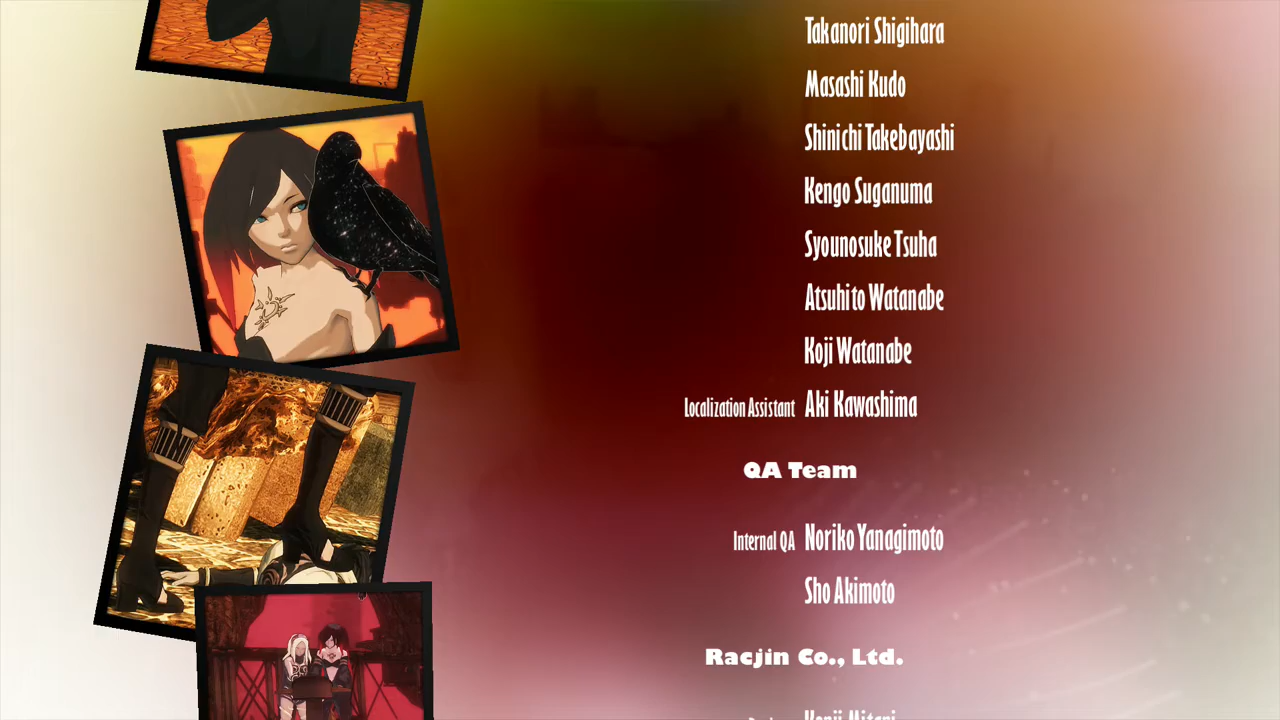 Takanori Shigihara
Masashi Kudo
Shinichi Takebayashi
Kengo Suganuma
Syounosuke Tsuha
Atsuhito Watanabe
Koji Watanabe
Localization Assistant Aki Kawashima
QA Team
Internal QA Noriko Yanagimoto
Sho Akimoto
Racjin Co., Ltd.